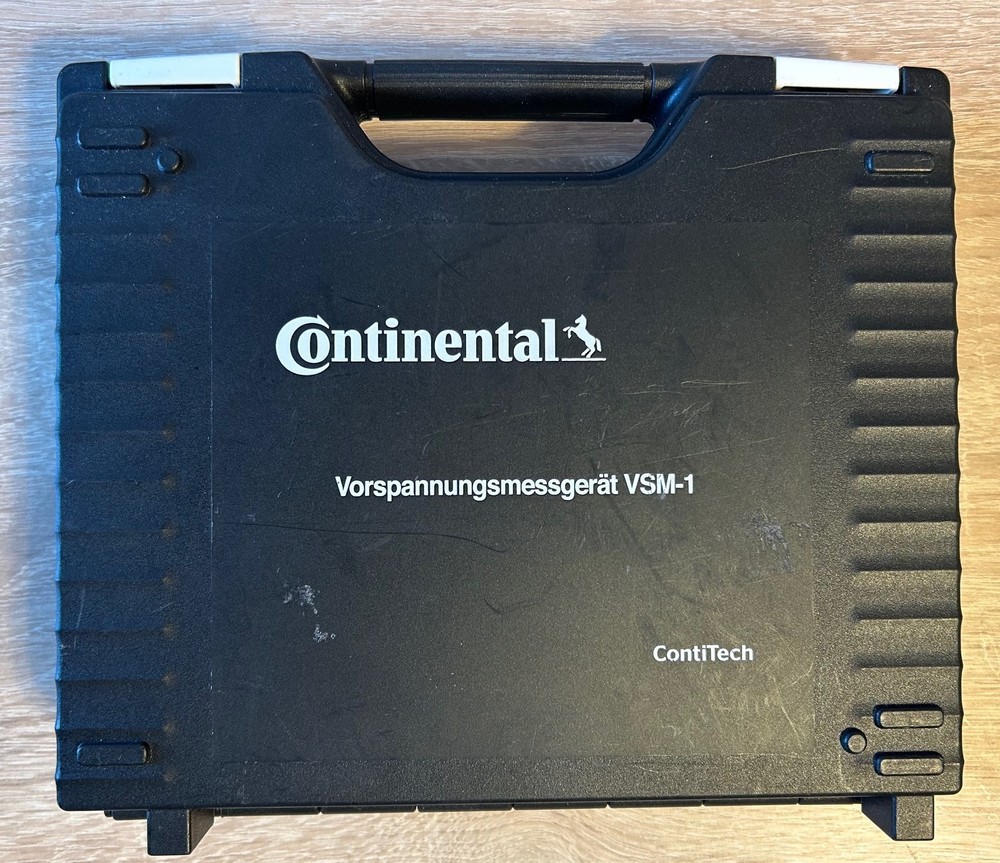 Continental
Vorspannungsmessgerät VSM-1
ContiTech